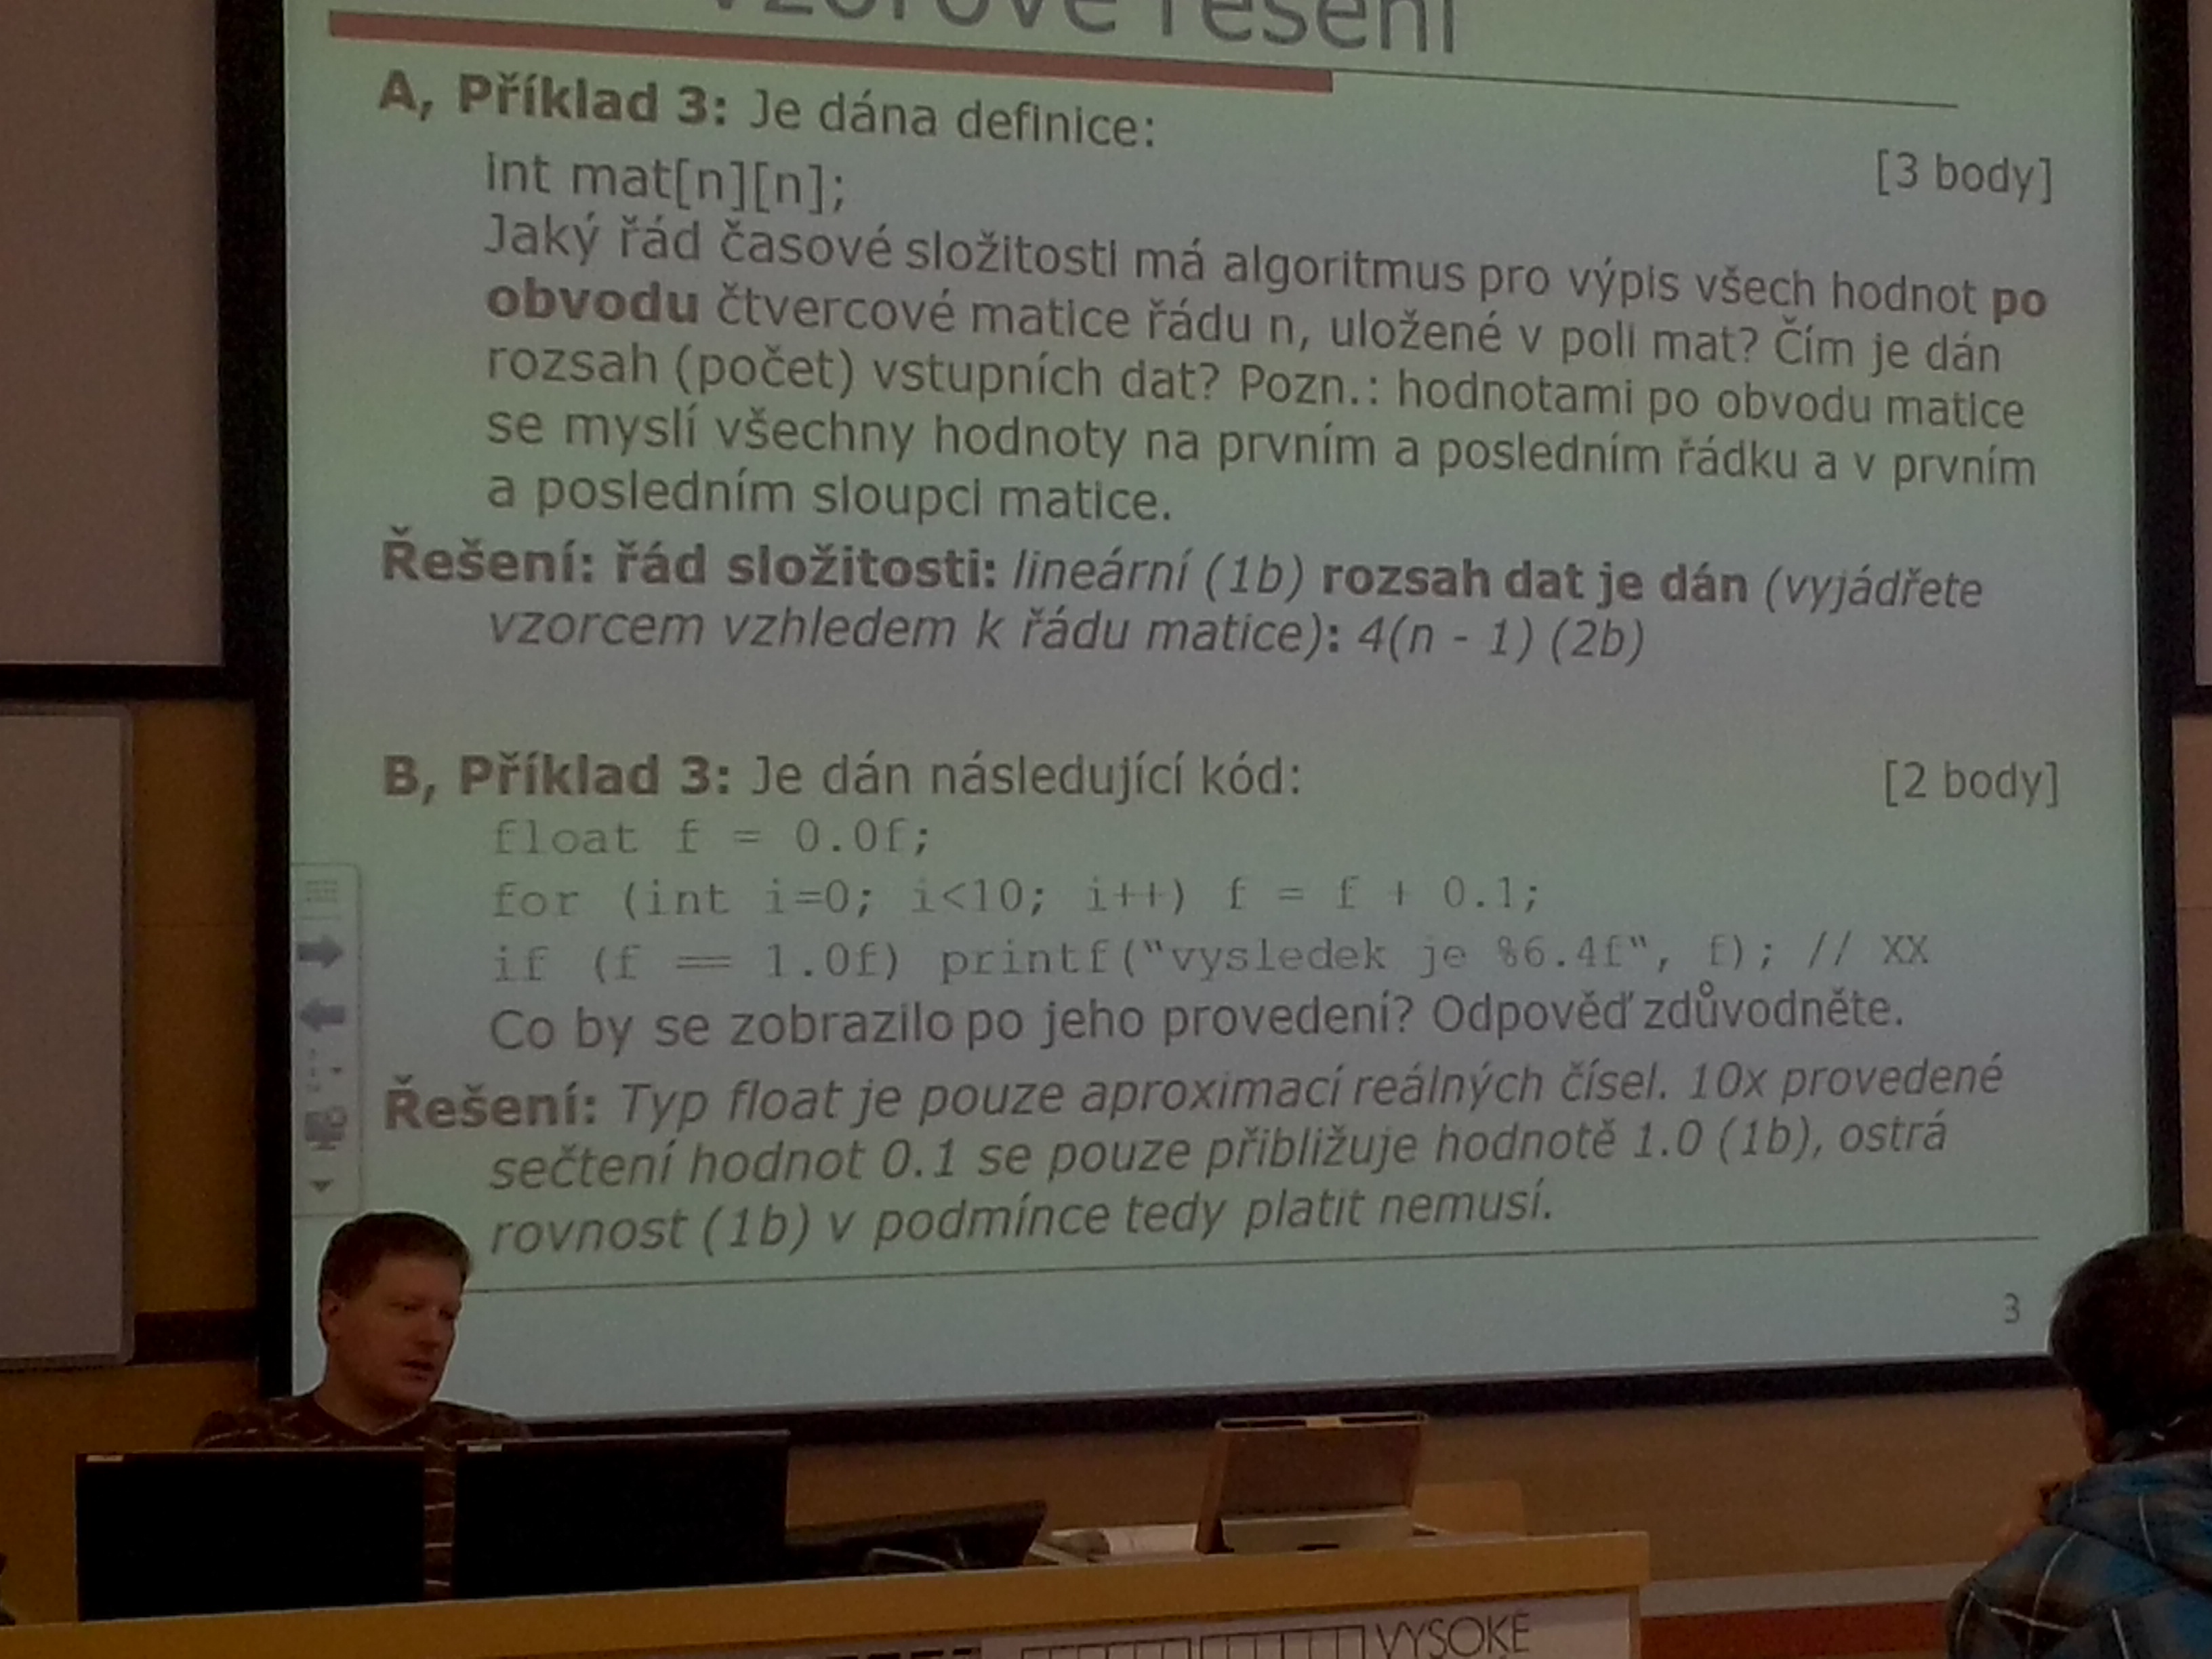 Vzorové řešení
A, Příklad 3: Je dána definice:
[3 body]
int mat[n][n];
Jaký řád časové složitosti má algoritmus pro výpis všech hodnot po
obvodu čtvercové matice řádu n, uložené v poli mat? Čím je dán
rozsah (počet) vstupních dat? Pozn.: hodnotami po obvodu matice
se myslí všechny hodnoty na prvním a posledním řádku a v prvním
a posledním sloupci matice.
Řešení: řád složitosti: lineární (1b) rozsah dat je dán (vyjádřete
vzorcem vzhledem k řádu matice): 4(n - 1) (2b)
B, Příklad 3: Je dán následující kód:
[2 body]
float f = 0.0f;
for (int i=0; i<10; i++) f = f + 0.1;
if (f == 1.0f) printf("vysledek je %6.4f", f); // XX
Co by se zobrazilo po jeho provedení? Odpověď zdůvodněte.
Řešení: Typ float je pouze aproximací reálných čísel. 10x provedené
sečtení hodnot 0.1 se pouze přibližuje hodnotě 1.0 (1b), ostrá
rovnost (1b) v podmínce tedy platit nemusí.
3
VYSOKÉ